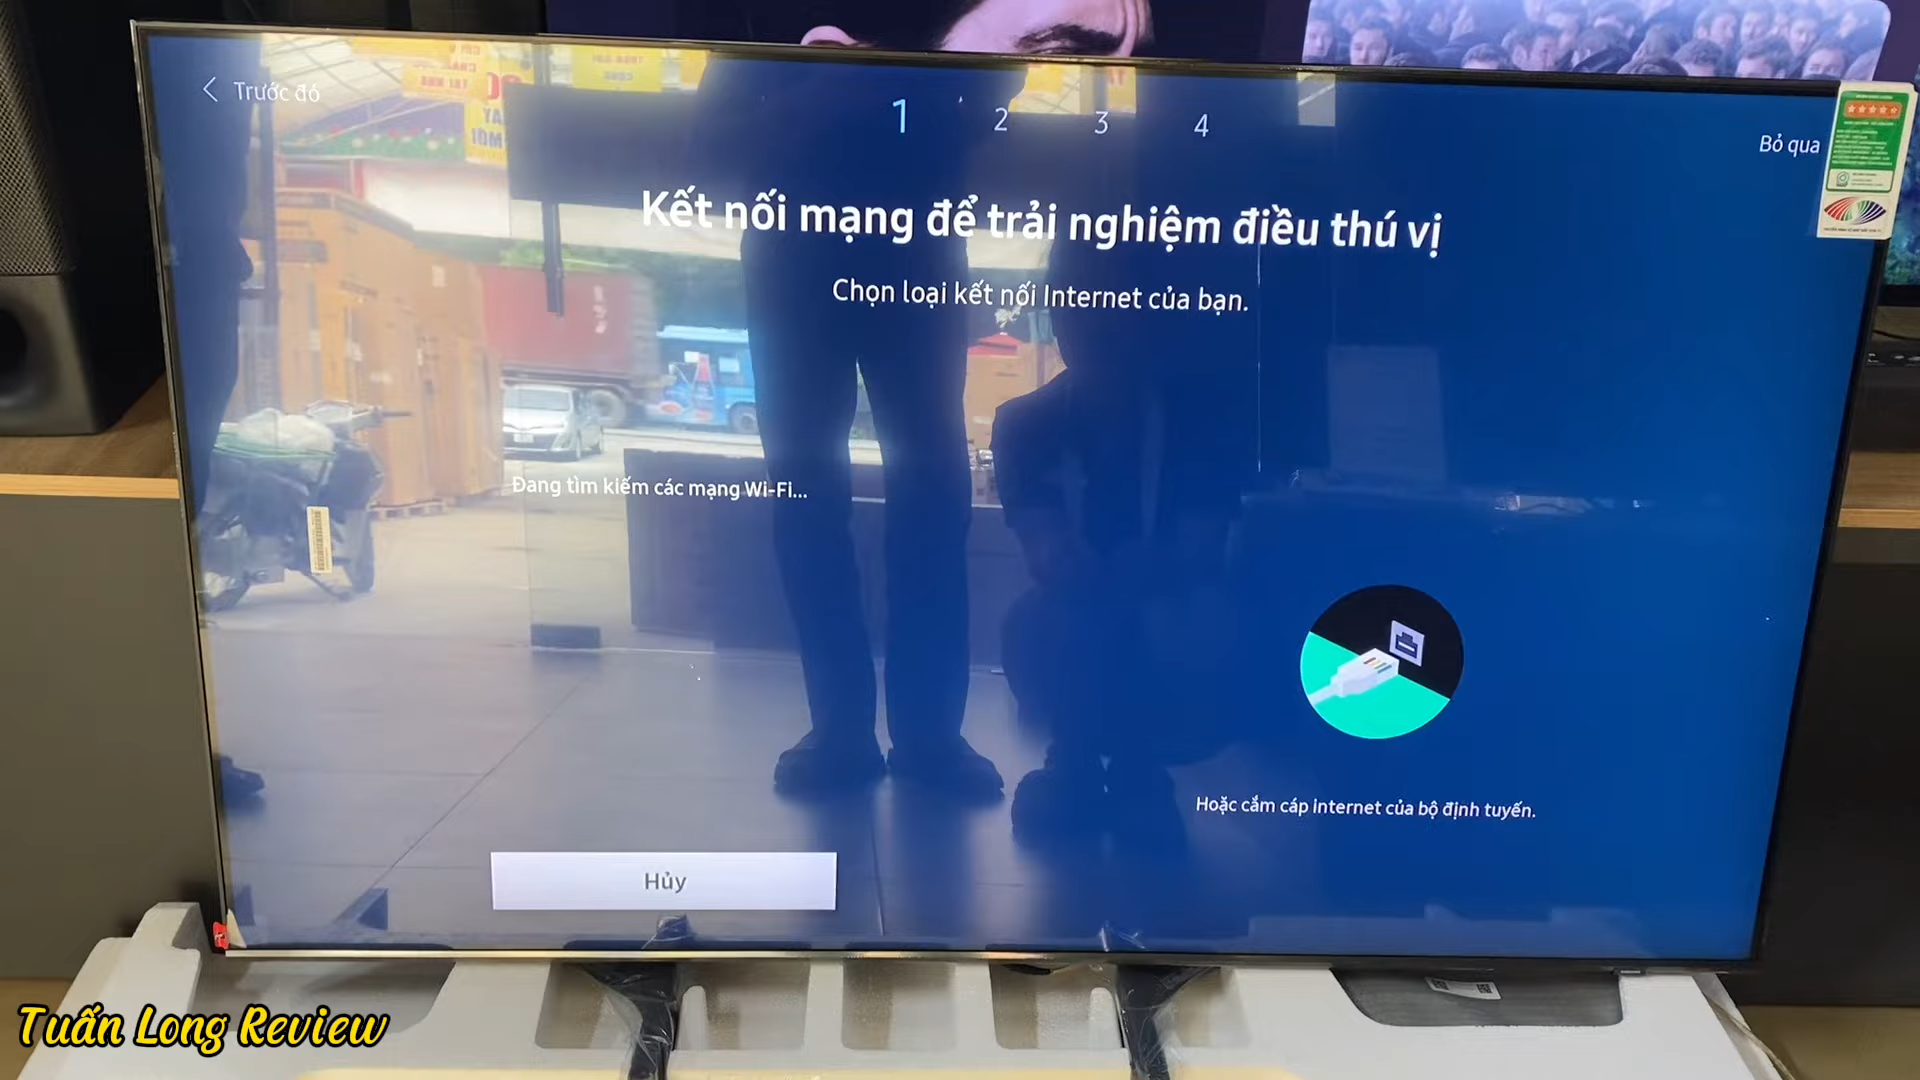 Trước đó
1 2 3 4
Bỏ qua
Kết nối mạng để trải nghiệm điều thú vị
Chọn loại kết nối Internet của bạn.
Đang tìm kiếm các mạng Wi-Fi...
Hoặc cắm cáp internet của bộ định tuyến.
Hủy
Tuấn Long Review